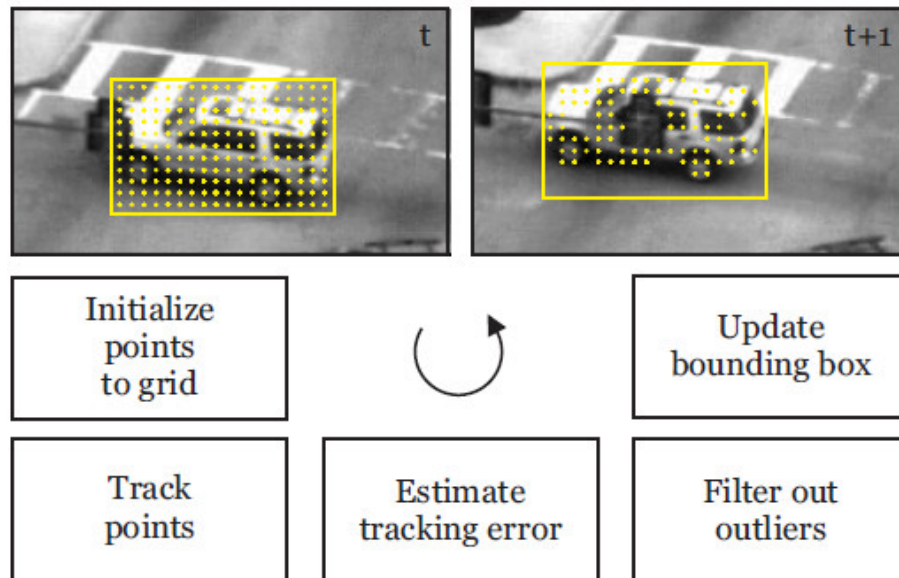 t
t+1
Initialize
points
to grid
Update
bounding box
Track
points
Estimate
tracking error
Filter out
outliers